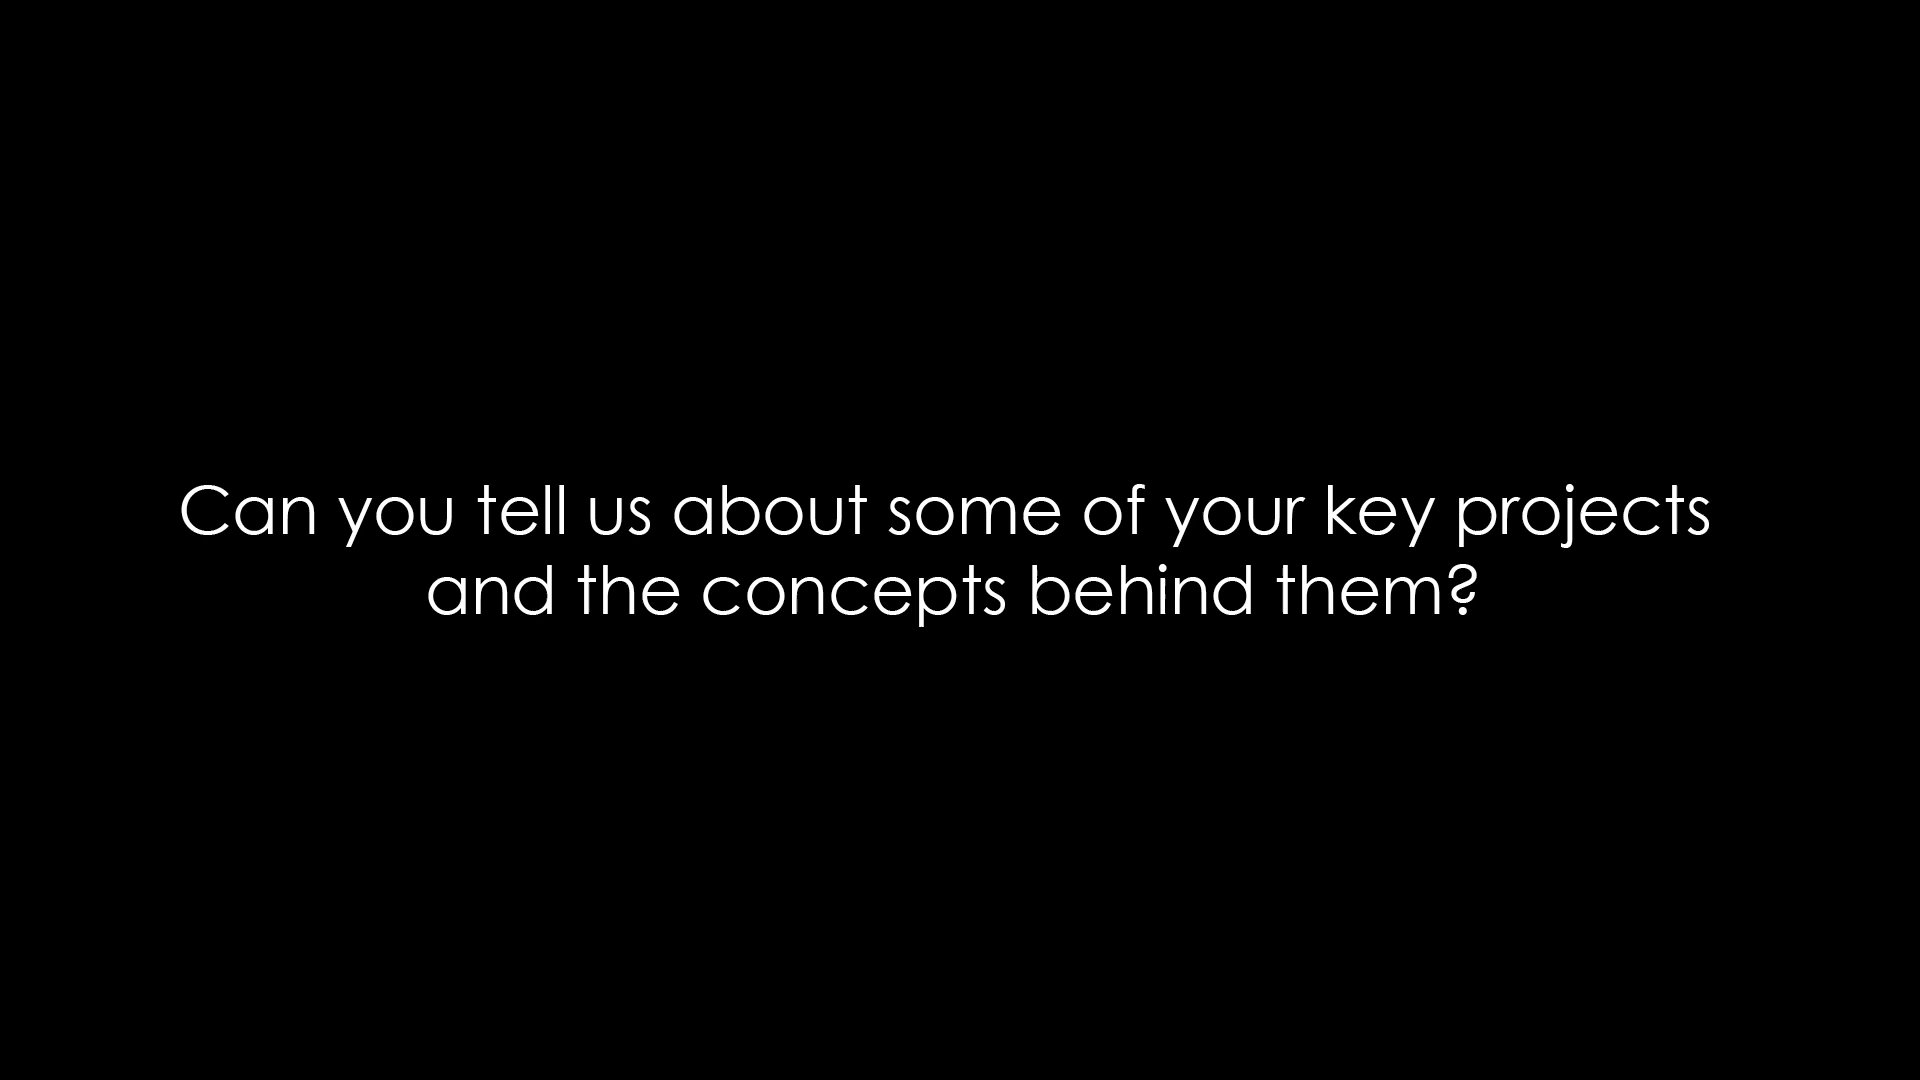 Can you tell us about some of your key projects
and the concepts behind them?